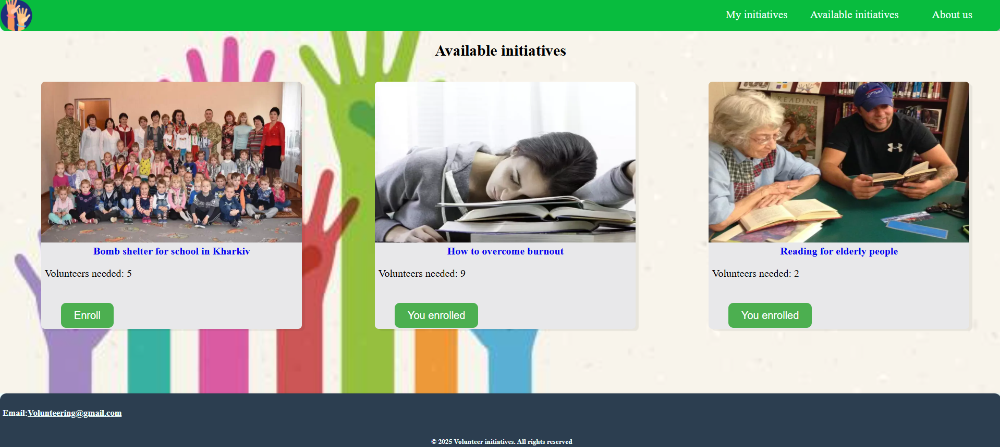 My initiatives
Available initiatives
About us
Available initiatives
READING
Bomb shelter for school in Kharkiv
Volunteers needed: 5
Enroll
How to overcome burnout
Volunteers needed: 9
You enrolled
Reading for elderly people
Volunteers needed: 2
You enrolled
Email:Volunteering@gmail.com
© 2025 Volunteer initiatives. All rights reserved